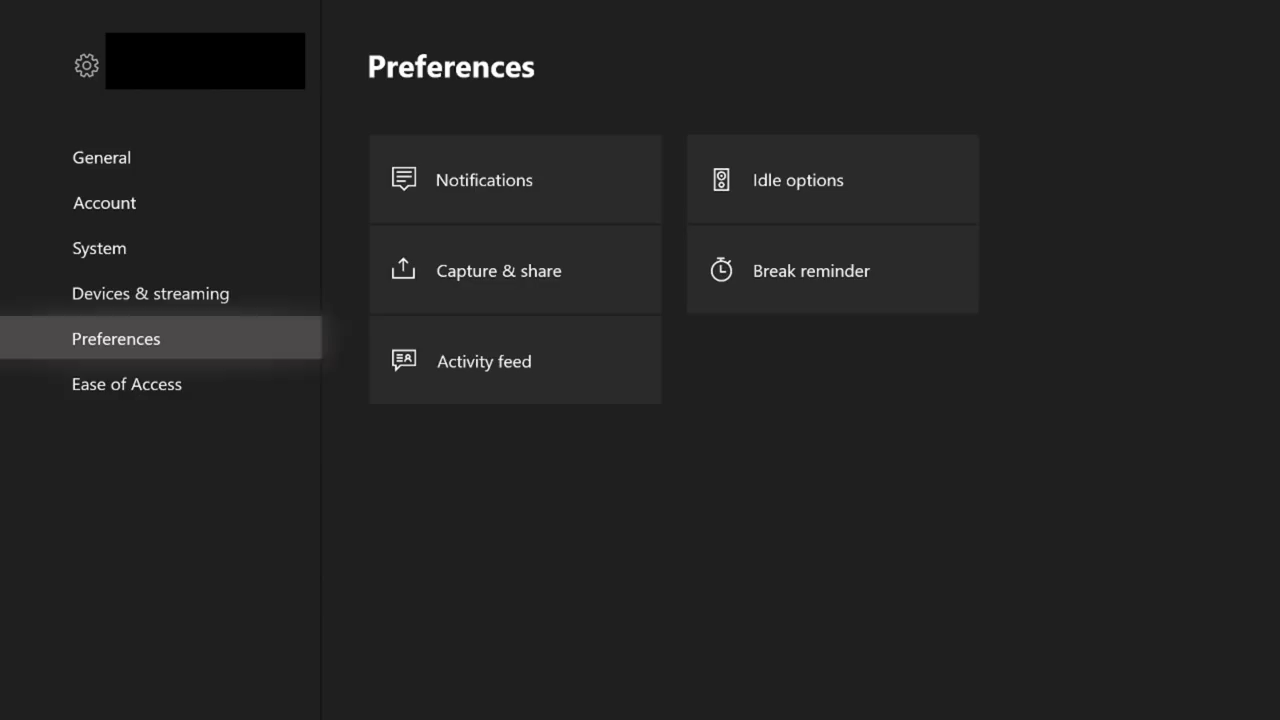 Preferences
General
Account
System
Devices & streaming
Preferences
Ease of Access
Notifications
Idle options
Capture & share
Break reminder
Activity feed